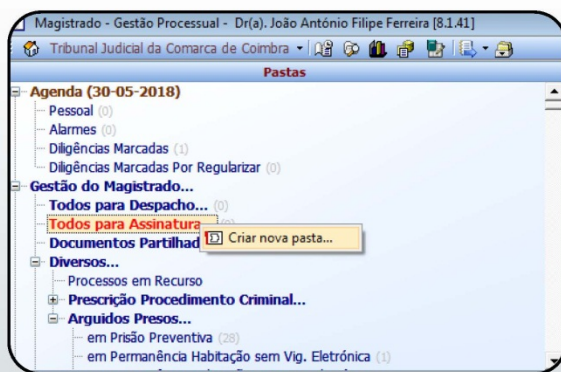 Magistrado - Gestão Processual - Dr(a). João António Filipe Ferreira [8.1.41]
Tribunal Judicial da Comarca de Coimbra
Pastas
Agenda (30-05-2018)
Pessoal (0)
Alarmes (0)
Diligências Marcadas (1)
Diligências Marcadas Por Regularizar (0)
Gestão do Magistrado...
Todos para Despacho... (0)
Todos para Assinatura
Criar nova pasta...
Documentos Partilhad
Diversos...
Processos em Recurso
Prescrição Procedimento Criminal...
Arguidos Presos...
em Prisão Preventiva (28)
em Permanência Habitação sem Vig. Eletrónica (1)